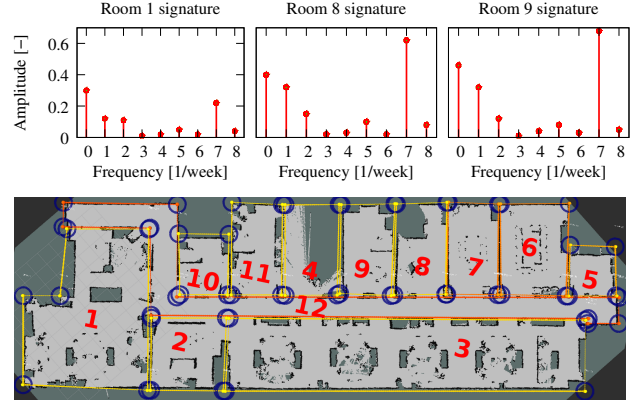 Room 1 signature
Room 8 signature
Room 9 signature
Amplitude [−]
0.6
0.4
0.2
0
0 1 2 3 4 5 6 7 8
0 1 2 3 4 5 6 7 8
0 1 2 3 4 5 6 7 8
Frequency [1/week]
Frequency [1/week]
Frequency [1/week]
10 11 4 9 8 7 6 5
12
1 2 3